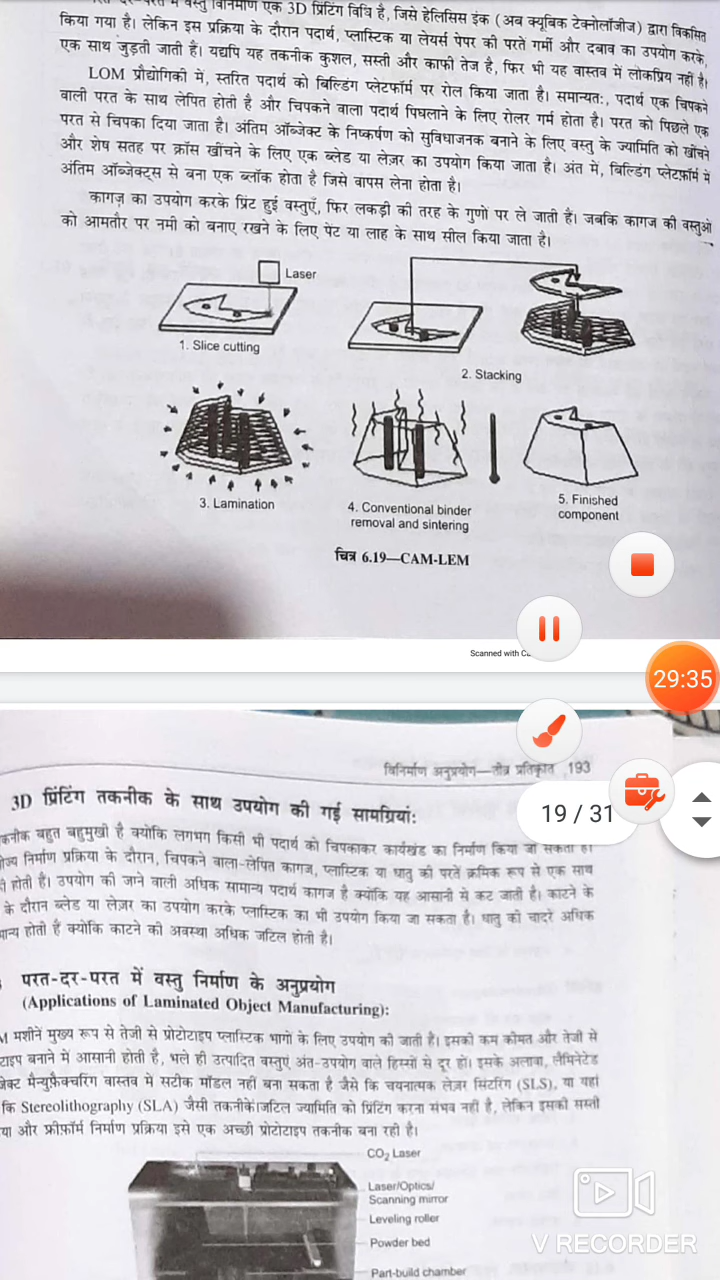 परत-दर-परत में वस्तु विनिर्माण एक 3D प्रिंटिंग विधि है, जिसे हेलिसिस इंक (अब क्यूबिक टेक्नोलॉजीज) द्वारा विकसित
किया गया है। लेकिन इस प्रक्रिया के दौरान पदार्थ, प्लास्टिक या लेयर्स पेपर की परतें गर्मी और दबाव का उपयोग करके,
एक साथ जुड़ती जाती हैं। यद्यपि यह तकनीक कुशल, सस्ती और काफी तेज है, फिर भी यह वास्तव में लोकप्रिय नहीं है।
LOM प्रौद्योगिकी में, स्तरित पदार्थ को बिल्डिंग प्लेटफॉर्म पर रोल किया जाता है। समान्यत:, पदार्थ एक चिपकने
वाली परत के साथ लेपित होती है और चिपकने वाला पदार्थ पिघलाने के लिए रोलर गर्म होता है। परत को पिछले एक
परत से चिपका दिया जाता है। अंतिम ऑब्जेक्ट के निष्कर्षण को सुविधाजनक बनाने के लिए वस्तु के ज्यामिति को खींचने
और शेष सतह पर क्रॉस खींचने के लिए एक ब्लेड या लेज़र का उपयोग किया जाता है। अंत में, बिल्डिंग प्लेटफ़ॉर्म में
अंतिम ऑब्जेक्ट्स से बना एक ब्लॉक होता है जिसे वापस लेना होता है।
कागज़ का उपयोग करके प्रिंट हुई वस्तुएँ, फिर लकड़ी की तरह के गुणों पर ले जाती हैं। जबकि कागज की वस्तुओं
को आमतौर पर नमी को बनाए रखने के लिए पेंट या लाह के साथ सील किया जाता है।
Laser
1. Slice cutting
2. Stacking
3. Lamination
4. Conventional binder
removal and sintering
5. Finished
component
चित्र 6.19—CAM-LEM
Scanned with
29:35
विनिर्माण अनुप्रयोग—तीव्र प्रतिकृति 193
19 / 31
3D प्रिंटिंग तकनीक के साथ उपयोग की गई सामग्रियां:
कनीक बहुत बहुमुखी है क्योंकि लगभग किसी भी पदार्थ को चिपकाकर कार्यखंड का निर्माण किया जा सकता है।
निर्माण प्रक्रिया के दौरान, चिपकने वाला-लेपित कागज, प्लास्टिक या धातु की परतें क्रमिक रूप से एक साथ
होती हैं। उपयोग की जाने वाली अधिक सामान्य पदार्थ कागज है क्योंकि यह आसानी से कट जाती है। काटने के
के दौरान ब्लेड या लेज़र का उपयोग करके प्लास्टिक का भी उपयोग किया जा सकता है। धातु की चादरें अधिक
मान्य होती हैं क्योंकि काटने की अवस्था अधिक जटिल होती है।
परत-दर-परत में वस्तु निर्माण के अनुप्रयोग
(Applications of Laminated Object Manufacturing):
M मशीनें मुख्य रूप से तेजी से प्रोटोटाइप प्लास्टिक भागों के लिए उपयोग की जाती हैं। इसकी कम कीमत और तेजी से
टाइप बनाने में आसानी होती है, भले ही उत्पादित वस्तुएं अंत-उपयोग वाले हिस्सों से दूर हों। इसके अलावा, लैमिनेटेड
जेक्ट मैन्युफ़ैक्चरिंग वास्तव में सटीक मॉडल नहीं बना सकता है जैसे कि चयनात्मक लेज़र सिंटरिंग (SLS), या यहां
कि Stereolithography (SLA) जैसी तकनीकें।जटिल ज्यामिति को प्रिंटिंग करना संभव नहीं है, लेकिन इसकी सस्ती
या और फ्रीफ़ॉर्म निर्माण प्रक्रिया इसे एक अच्छी प्रोटोटाइप तकनीक बना रही है।
CO₂ Laser
Laser/Optics/
Scanning mirror
Leveling roller
Powder bed
Part-build chamber
V RECORDER